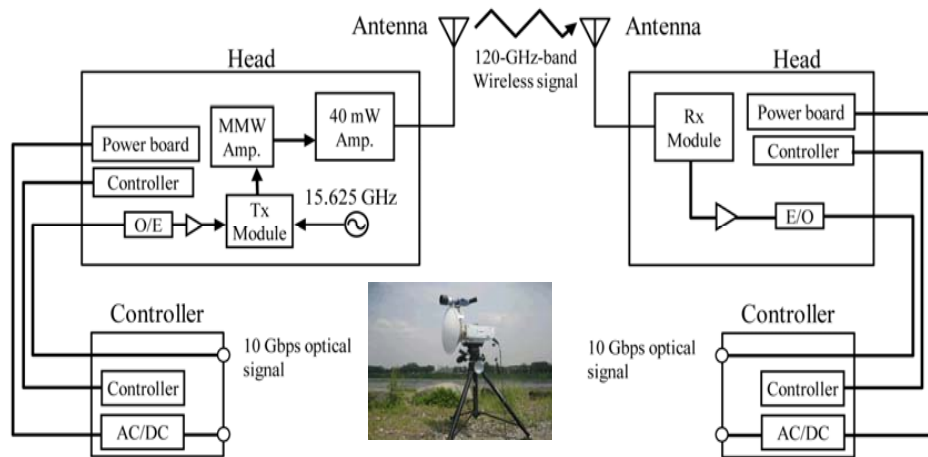 Antenna
Antenna
120-GHz-band
Wireless signal
Head
MMW
Amp.
40 mW
Amp.
Power board
Controller
15.625 GHz
O/E
Tx
Module
Head
Rx
Module
Power board
Controller
E/O
Controller
10 Gbps optical
signal
Controller
AC/DC
Controller
10 Gbps optical
signal
Controller
AC/DC